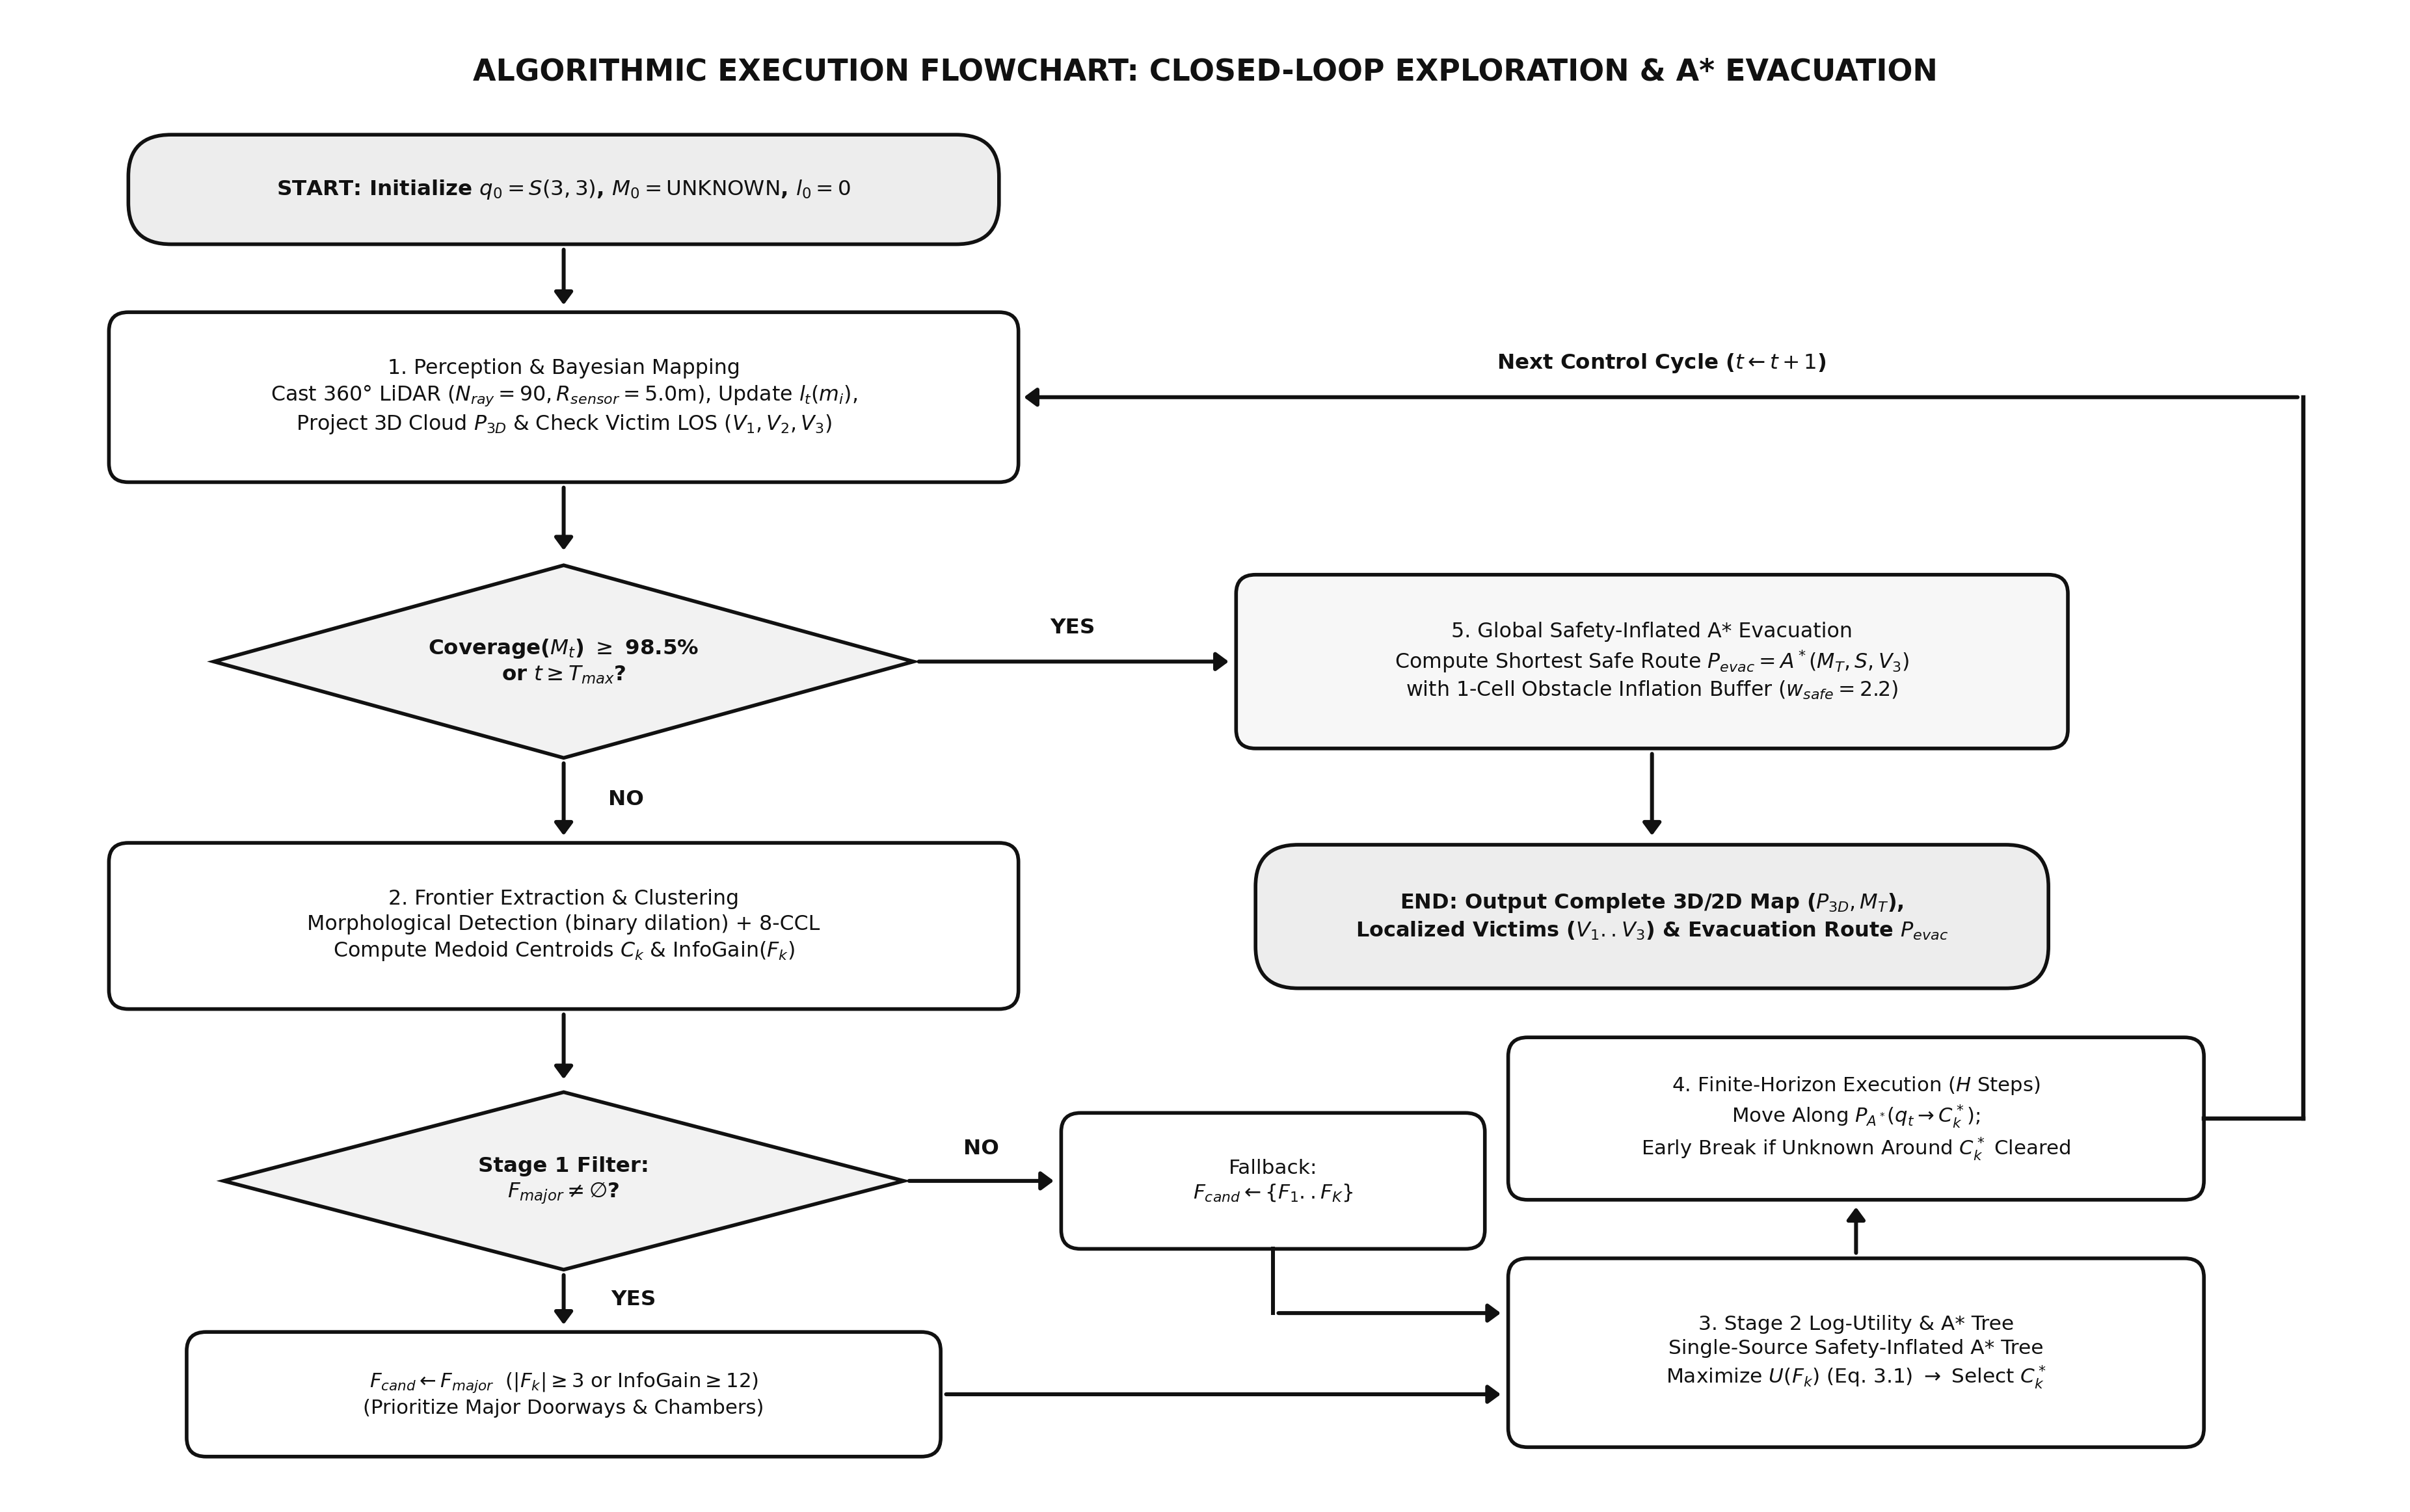 ALGORITHMIC EXECUTION FLOWCHART: CLOSED-LOOP EXPLORATION & A* EVACUATION
START: Initialize q₀ = S(3, 3), M₀ = UNKNOWN, l₀ = 0
1. Perception & Bayesian Mapping
Cast 360° LiDAR (N_ray = 90, R_sensor = 5.0m), Update l_t(m_i),
Project 3D Cloud P_3D & Check Victim LOS (V₁, V₂, V₃)
Next Control Cycle (t ← t + 1)
Coverage(M_t) ≥ 98.5%
or t ≥ T_max?
YES
5. Global Safety-Inflated A* Evacuation
Compute Shortest Safe Route P_evac = A*(M_T, S, V₃)
with 1-Cell Obstacle Inflation Buffer (w_safe = 2.2)
NO
2. Frontier Extraction & Clustering
Morphological Detection (binary dilation) + 8-CCL
Compute Medoid Centroids C_k & InfoGain(F_k)
END: Output Complete 3D/2D Map (P_3D, M_T),
Localized Victims (V₁..V₃) & Evacuation Route P_evac
Stage 1 Filter:
F_major ≠ ∅?
NO
Fallback:
F_cand ← {F₁..F_K}
4. Finite-Horizon Execution (H Steps)
Move Along P_A*(q_t → C_k*);
Early Break if Unknown Around C_k* Cleared
YES
F_cand ← F_major (|F_k| ≥ 3 or InfoGain ≥ 12)
(Prioritize Major Doorways & Chambers)
3. Stage 2 Log-Utility & A* Tree
Single-Source Safety-Inflated A* Tree
Maximize U(F_k) (Eq. 3.1) → Select C_k*